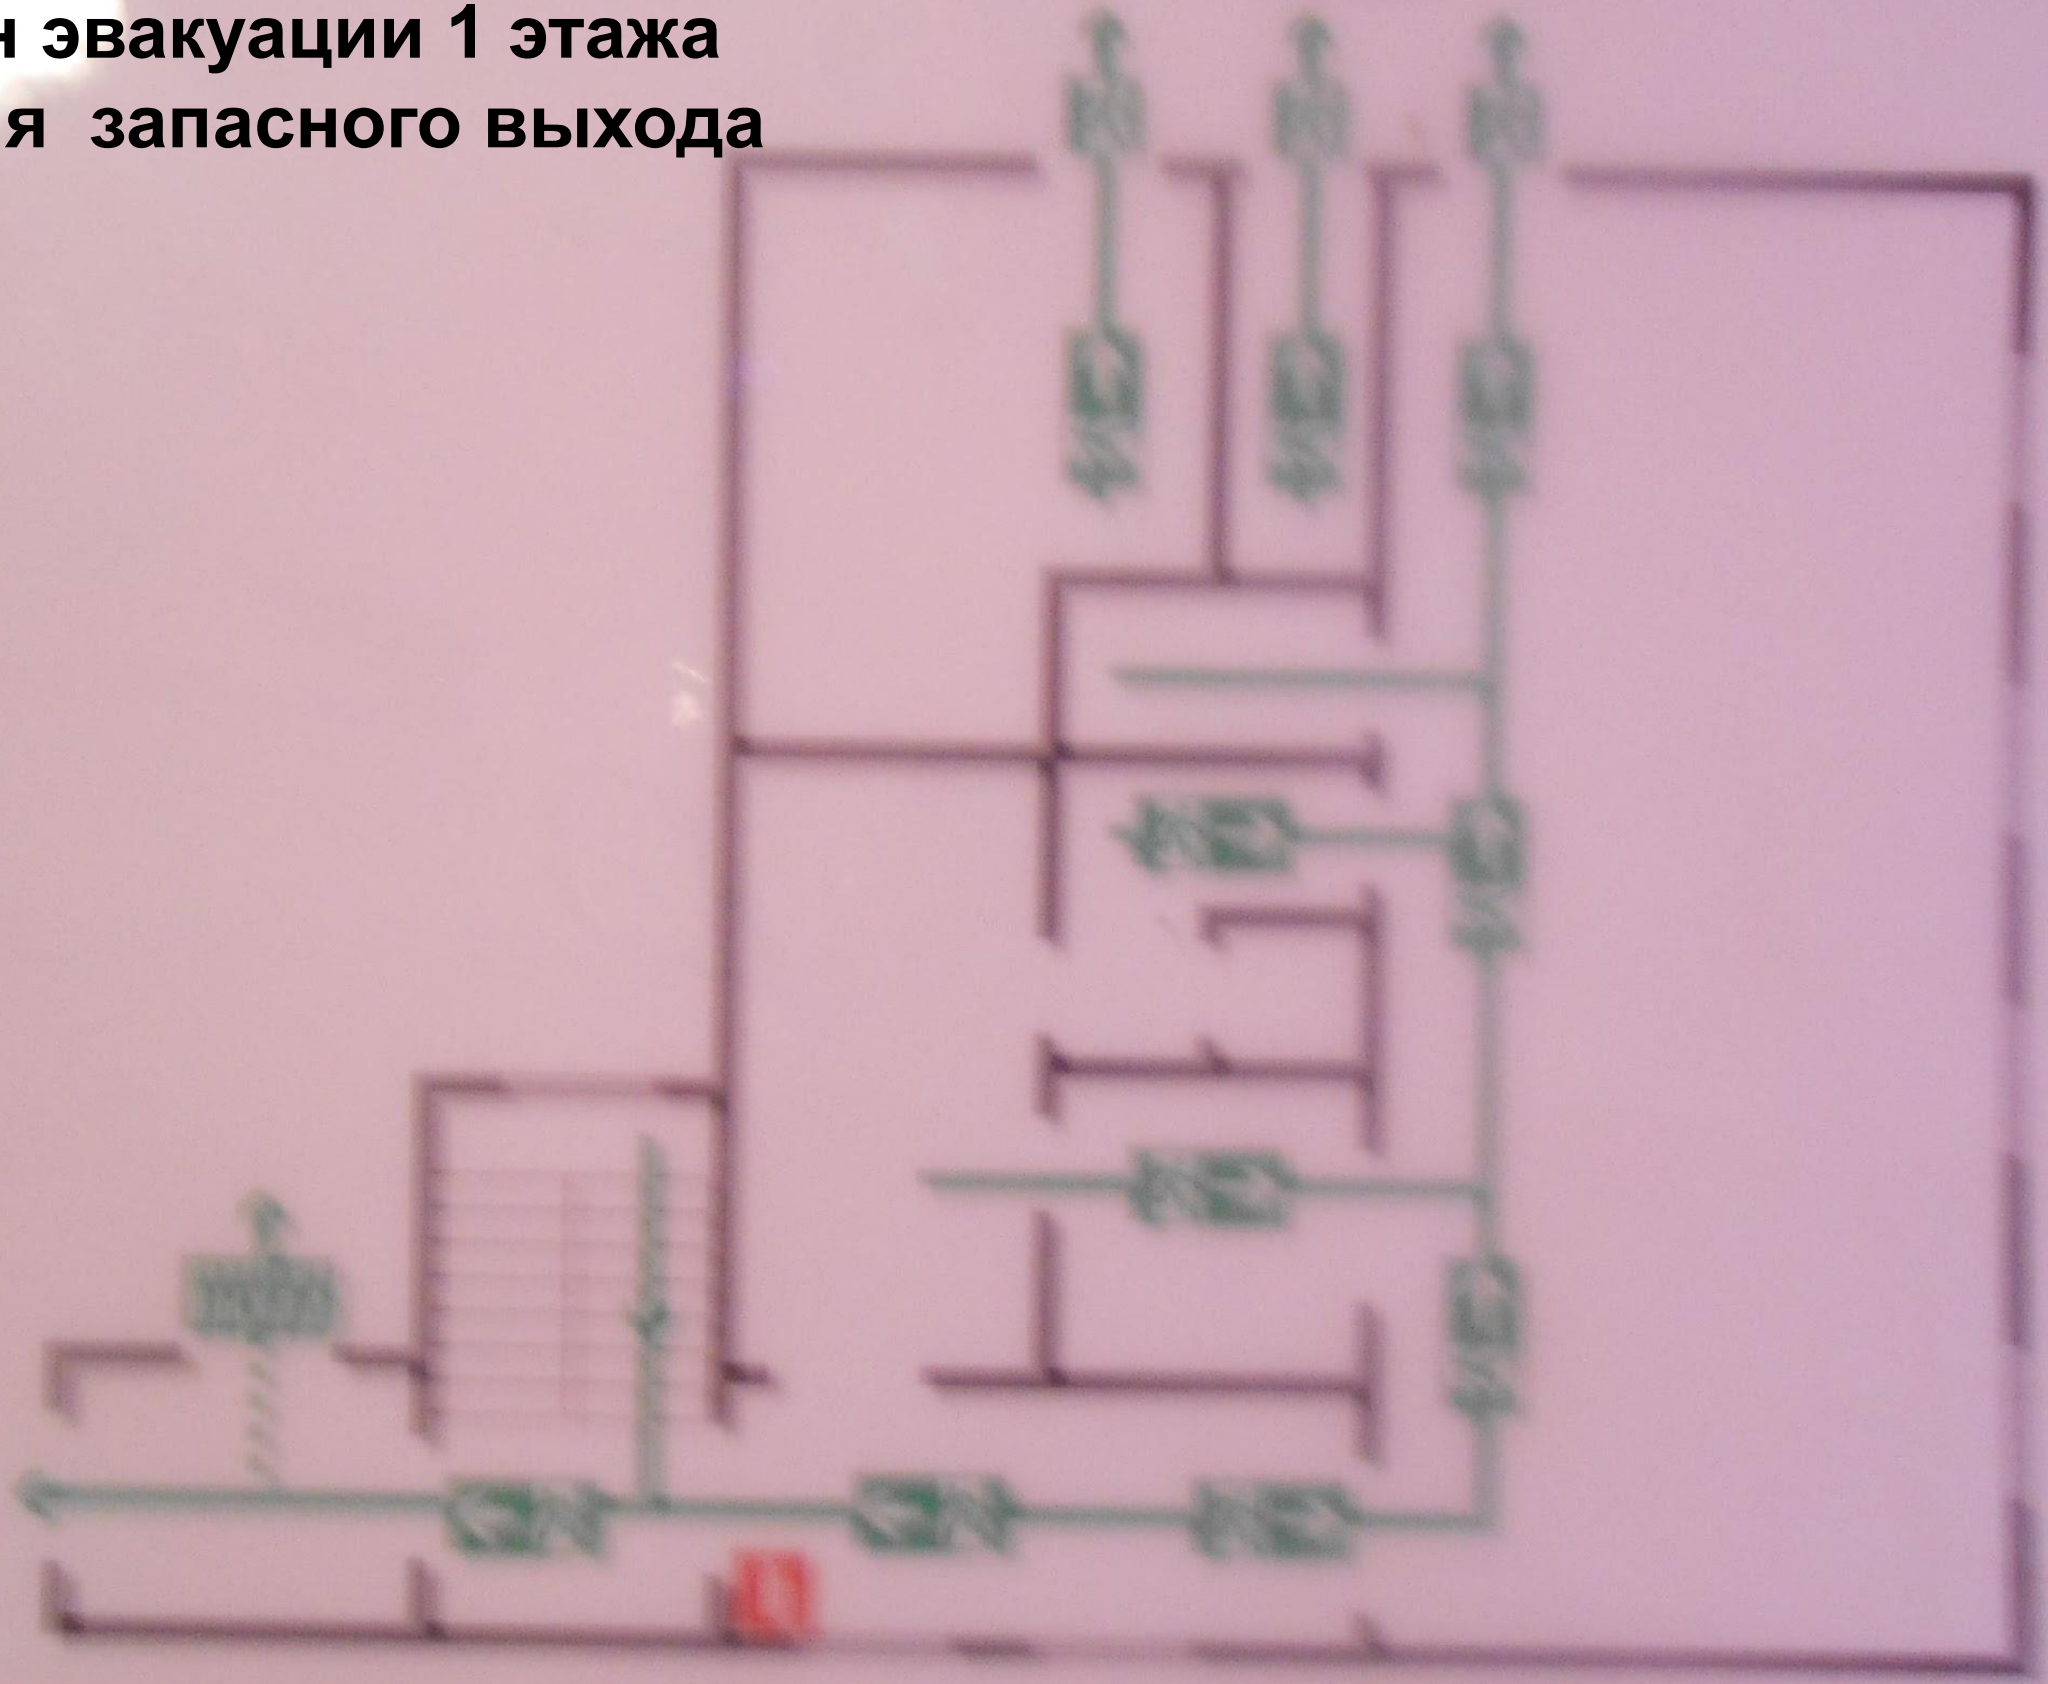 н эвакуации 1 этажа
я запасного выхода